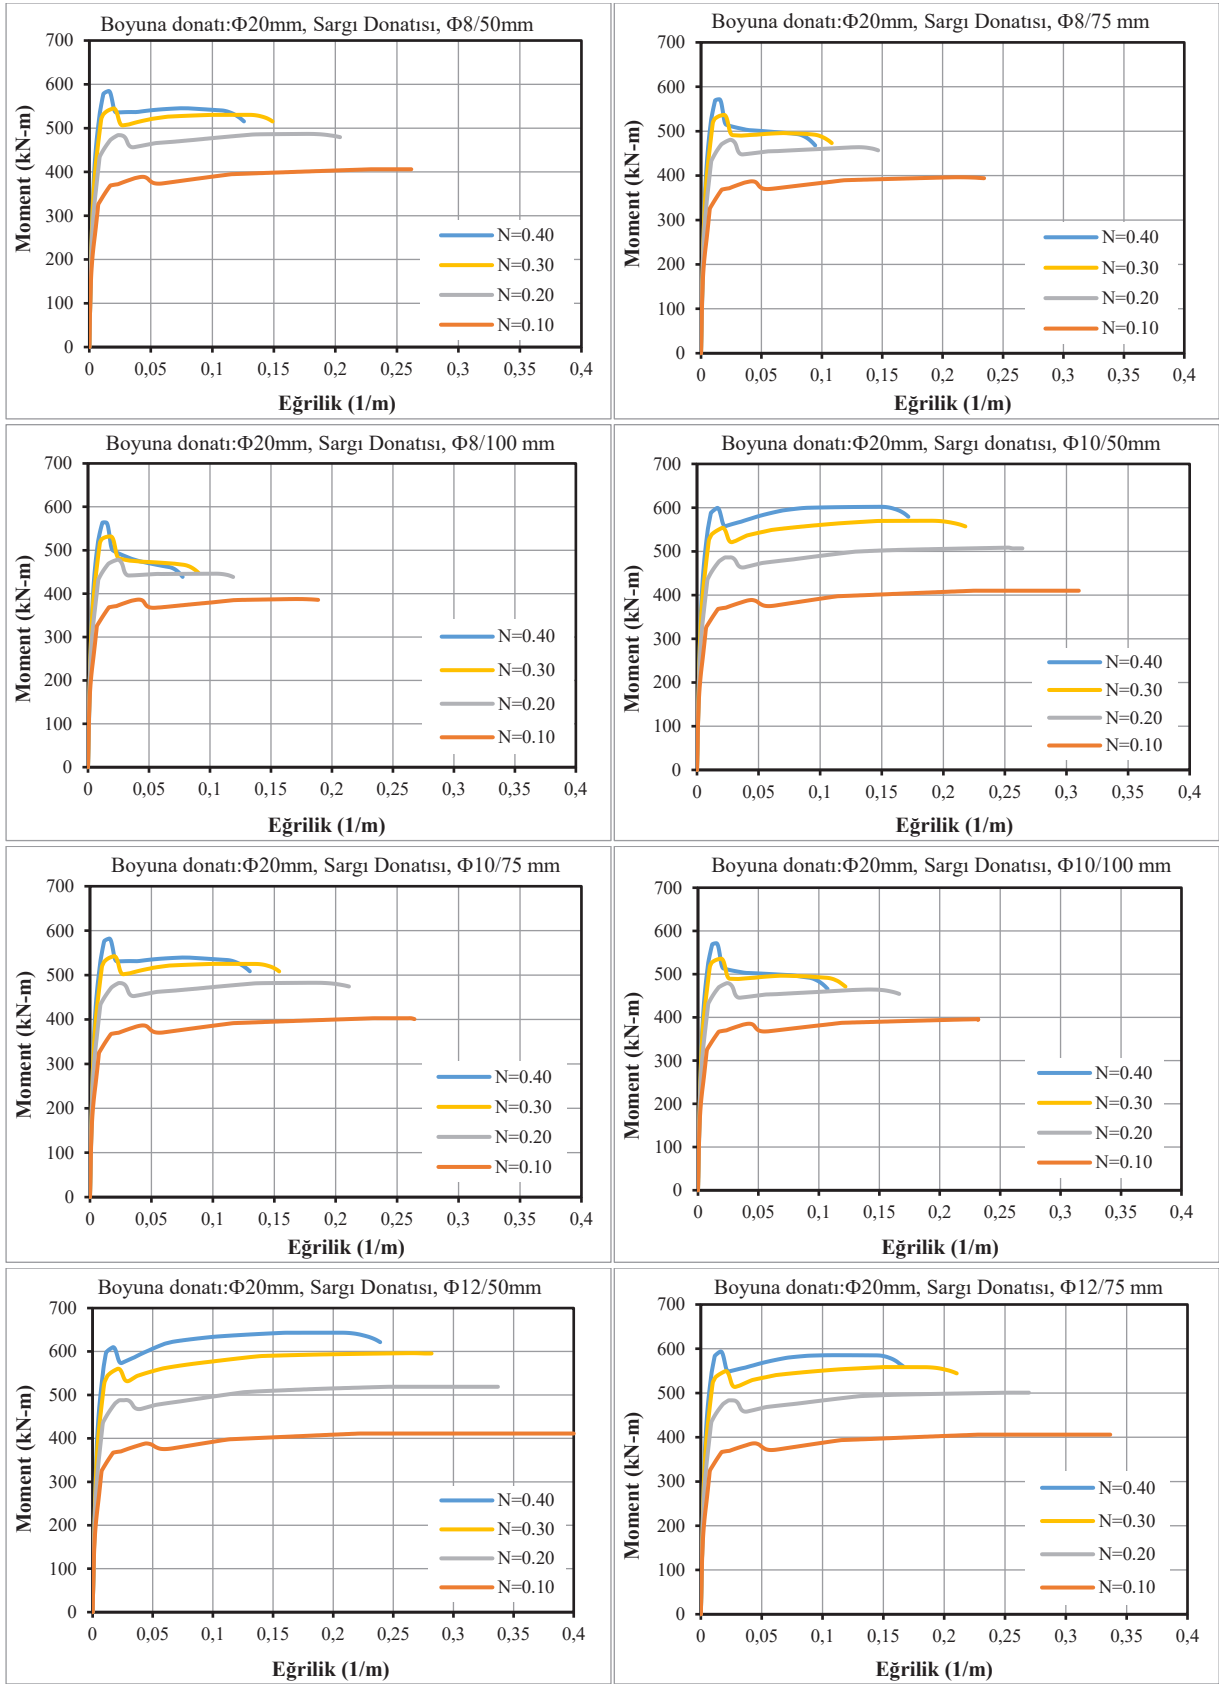 Boyuna donatı:Φ20mm, Sargı Donatısı, Φ8/50mm
700
600
500
400
300
200
100
0
Moment (kN-m)
N=0.40
N=0.30
N=0.20
N=0.10
0 0,05 0,1 0,15 0,2 0,25 0,3 0,35 0,4
Eğrilik (1/m)
Boyuna donatı:Φ20mm, Sargı Donatısı, Φ8/75 mm
700
600
500
400
300
200
100
0
Moment (kN-m)
N=0.40
N=0.30
N=0.20
N=0.10
0 0,05 0,1 0,15 0,2 0,25 0,3 0,35 0,4
Eğrilik (1/m)
Boyuna donatı:Φ20mm, Sargı Donatısı, Φ8/100 mm
700
600
500
400
300
200
100
0
Moment (kN-m)
N=0.40
N=0.30
N=0.20
N=0.10
0 0,05 0,1 0,15 0,2 0,25 0,3 0,35 0,4
Eğrilik (1/m)
Boyuna donatı:Φ20mm, Sargı donatısı, Φ10/50mm
700
600
500
400
300
200
100
0
Moment (kN-m)
N=0.40
N=0.30
N=0.20
N=0.10
0 0,05 0,1 0,15 0,2 0,25 0,3 0,35 0,4
Eğrilik (1/m)
Boyuna donatı:Φ20mm, Sargı Donatısı, Φ10/75 mm
700
600
500
400
300
200
100
0
Moment (kN-m)
N=0.40
N=0.30
N=0.20
N=0.10
0 0,05 0,1 0,15 0,2 0,25 0,3 0,35 0,4
Eğrilik (1/m)
Boyuna donatı:Φ20mm, Sargı Donatısı, Φ10/100 mm
700
600
500
400
300
200
100
0
Moment (kN-m)
N=0.40
N=0.30
N=0.20
N=0.10
0 0,05 0,1 0,15 0,2 0,25 0,3 0,35 0,4
Eğrilik (1/m)
Boyuna donatı:Φ20mm, Sargı Donatısı, Φ12/50mm
700
600
500
400
300
200
100
0
Moment (kN-m)
N=0.40
N=0.30
N=0.20
N=0.10
0 0,05 0,1 0,15 0,2 0,25 0,3 0,35 0,4
Eğrilik (1/m)
Boyuna donatı:Φ20mm, Sargı Donatısı, Φ12/75 mm
700
600
500
400
300
200
100
0
Moment (kN-m)
N=0.40
N=0.30
N=0.20
N=0.10
0 0,05 0,1 0,15 0,2 0,25 0,3 0,35 0,4
Eğrilik (1/m)